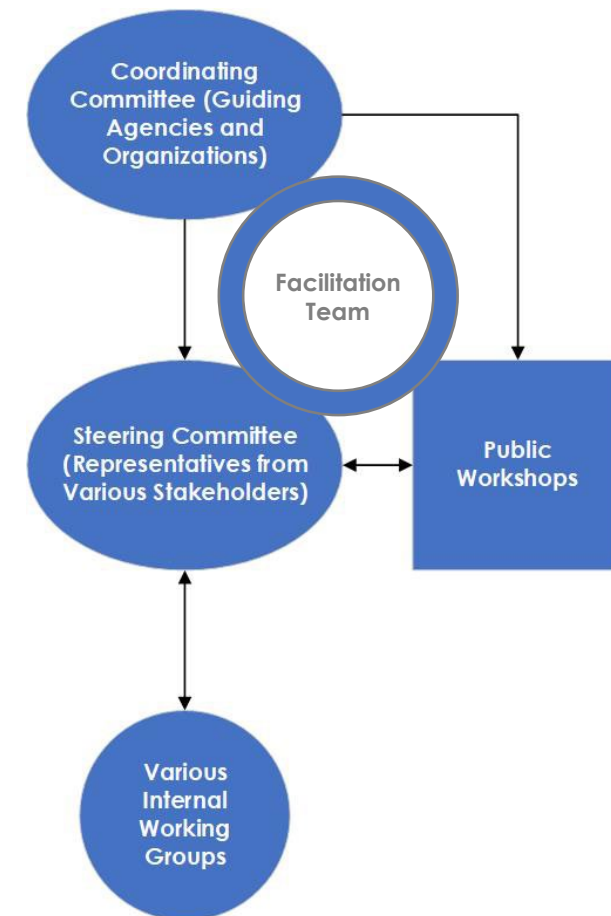 Coordinating
Committee (Guiding
Agencies and
Organizations)
Facilitation
Team
Steering Committee
(Representatives from
Various Stakeholders)
Public
Workshops
Various
Internal
Working
Groups